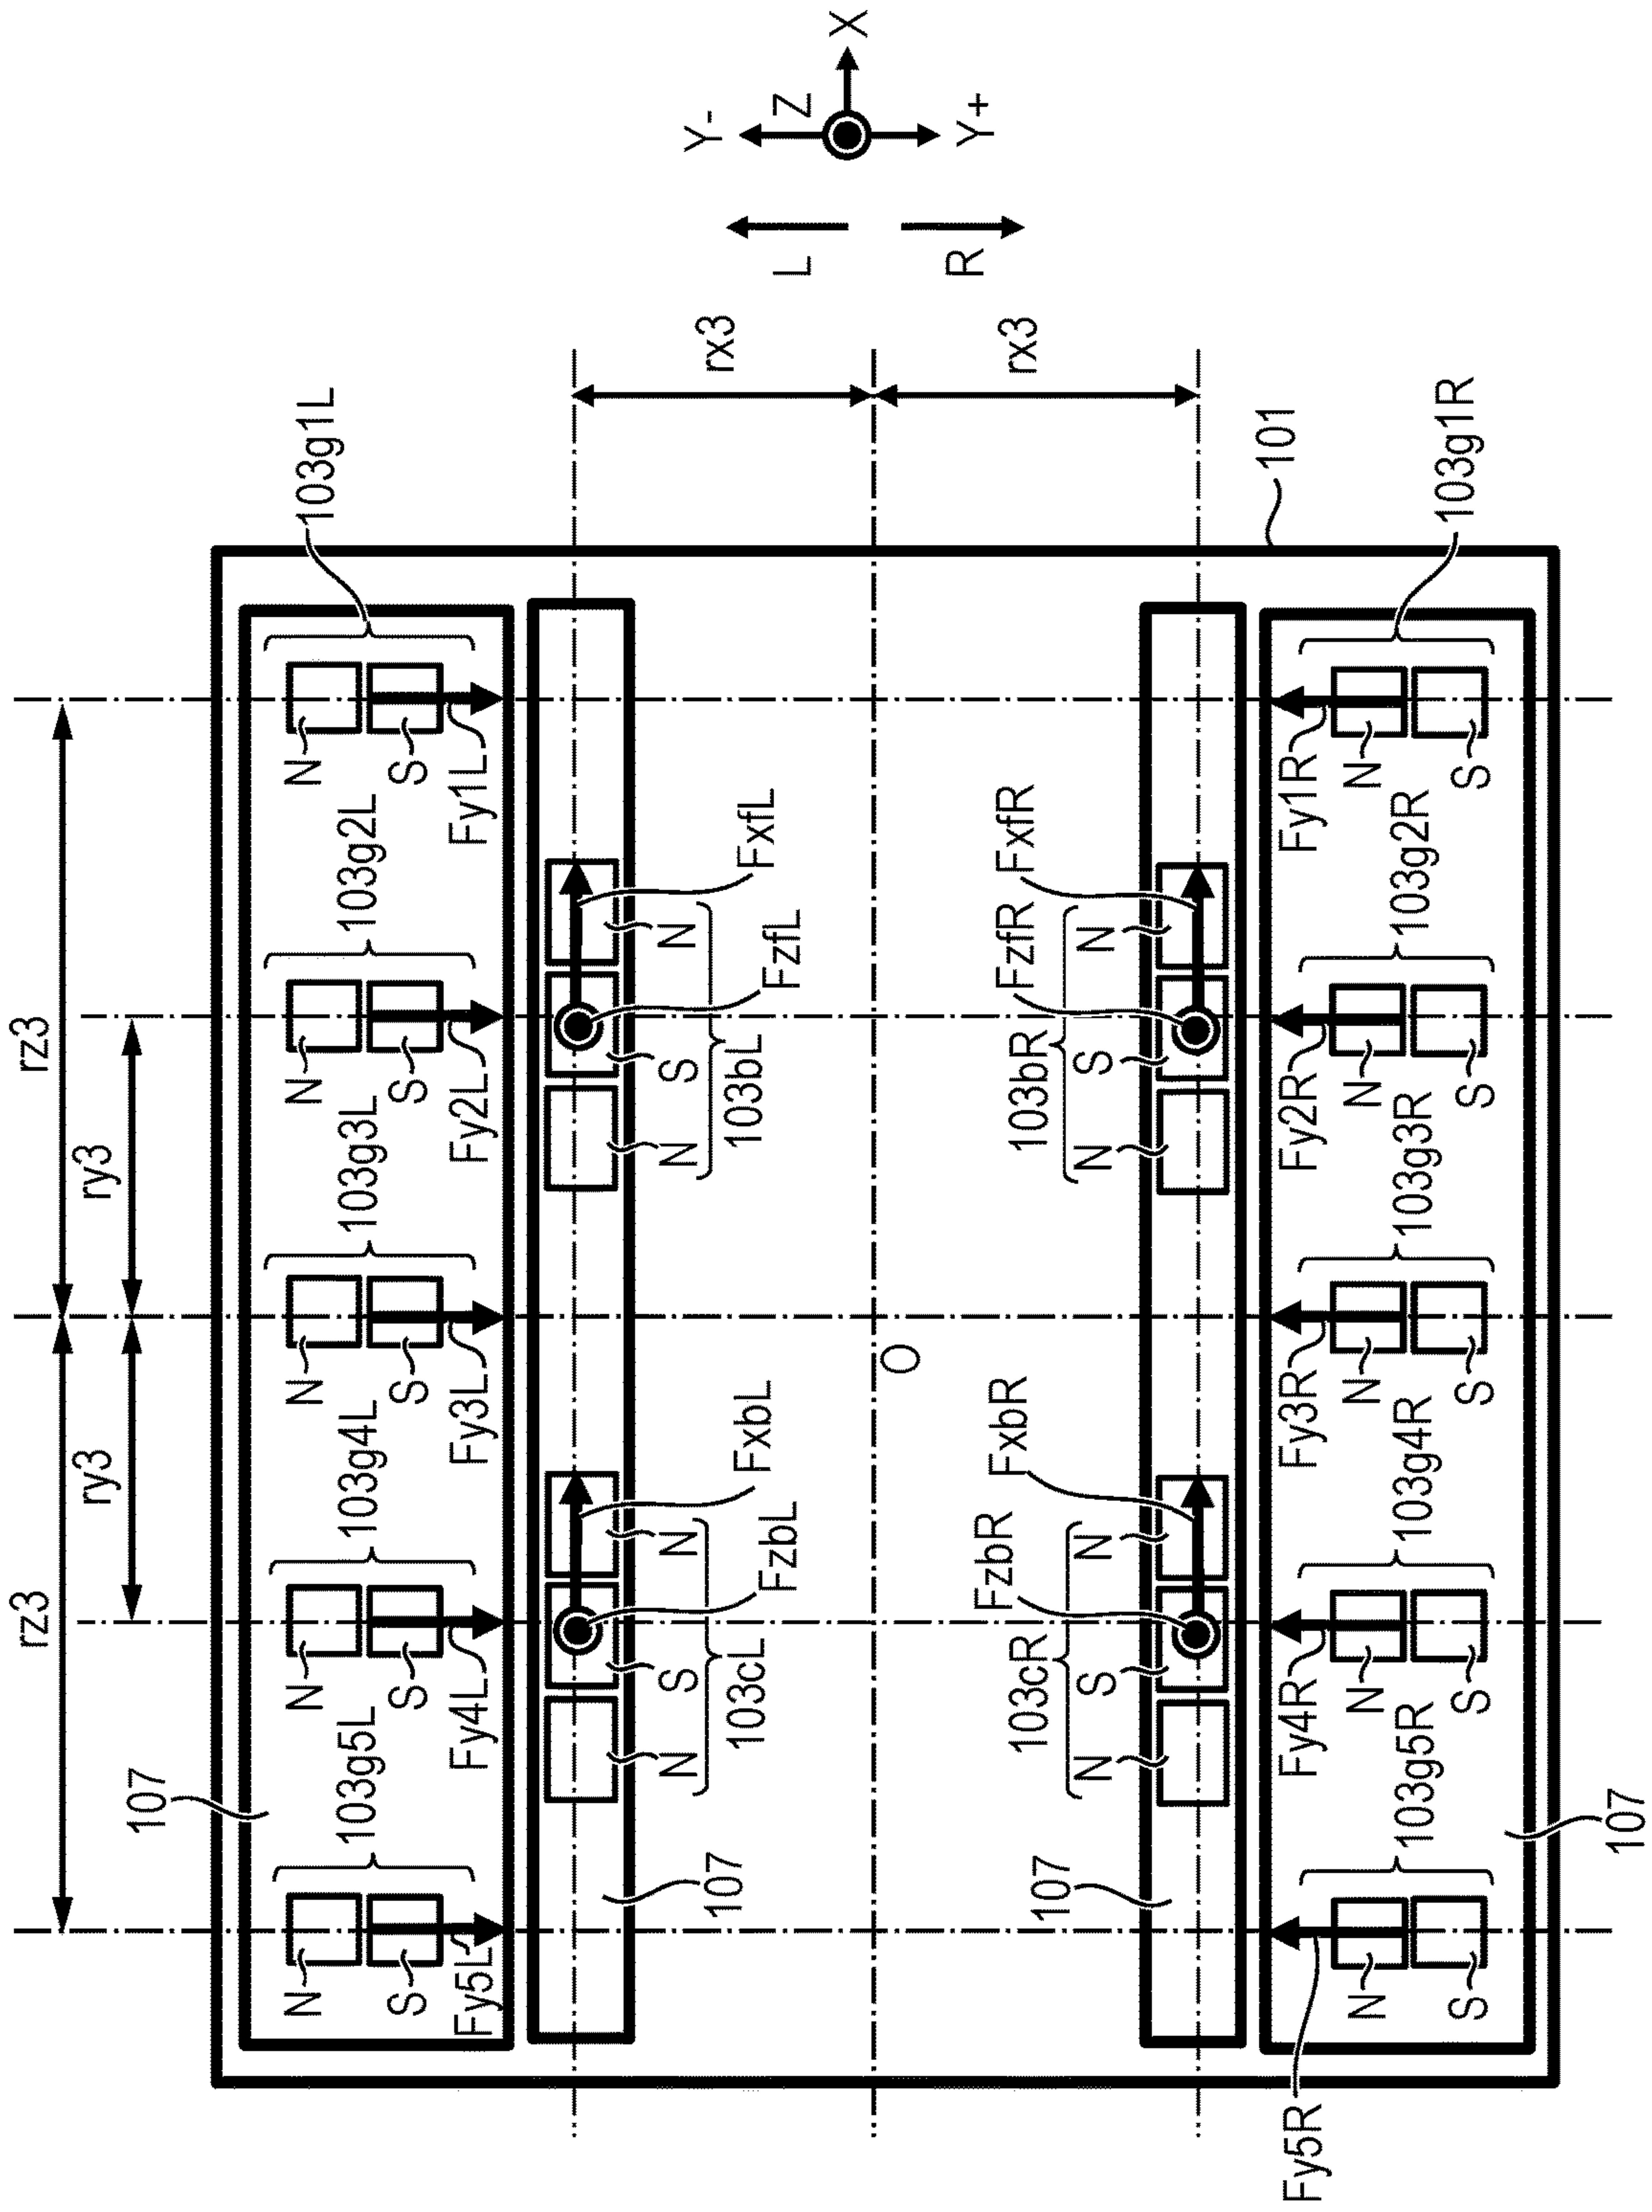 rz3
rz3
ry3
ry3
107
N
N
N
N
N
103g1L
103g5L
103g4L
103g3L
103g2L
S
S
S
S
S
Fy5L
Fy4L
Fy3L
Fy2L
Fy1L
N
S
N
N
S
N
rx3
Y-
107
103cL
103bL
FzbL
FxbL
FzfL
FxfL
L
Z
X
O
R
Y+
FzbR
FxbR
FzfR
FxfR
rx3
107
103cR
103bR
N
S
N
N
S
N
101
Fy5R
Fy4R
Fy3R
Fy2R
Fy1R
N
N
N
N
N
103g5R
103g4R
103g3R
103g2R
103g1R
S
S
S
S
S
107